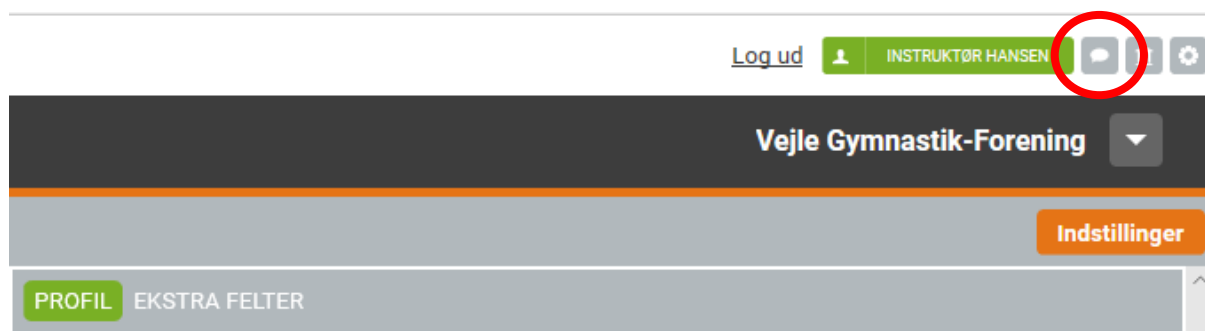 Log ud INSTRUKTØR HANSEN
Vejle Gymnastik-Forening
Indstillinger
PROFIL EKSTRA FELTER